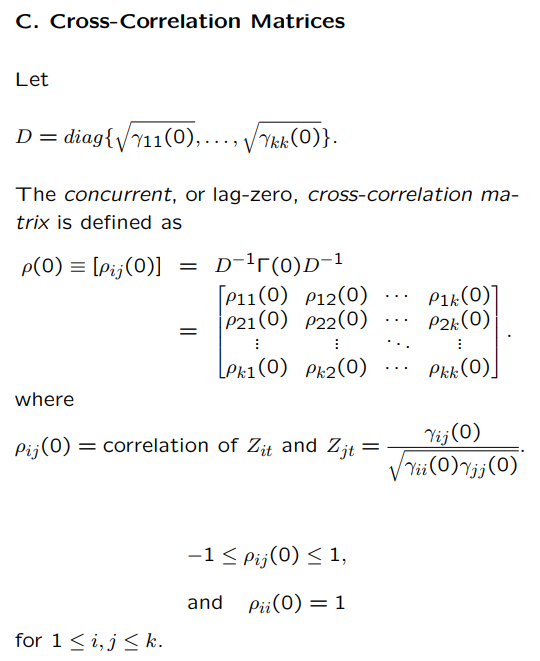 C. Cross-Correlation Matrices
Let
D = diag{√γ11(0), . . . , √γkk(0)}.
The concurrent, or lag-zero, cross-correlation ma-
trix is defined as
ρ(0) ≡ [ρij(0)] = D−1Γ(0)D−1
= [ρ11(0) ρ12(0) ⋯ ρ1k(0)
ρ21(0) ρ22(0) ⋯ ρ2k(0)
⋮ ⋮ ⋱ ⋮
ρk1(0) ρk2(0) ⋯ ρkk(0)] .
where
ρij(0) = correlation of Zit and Zjt = γij(0) / √γii(0)γjj(0) .
−1 ≤ ρij(0) ≤ 1,
and ρii(0) = 1
for 1 ≤ i, j ≤ k.